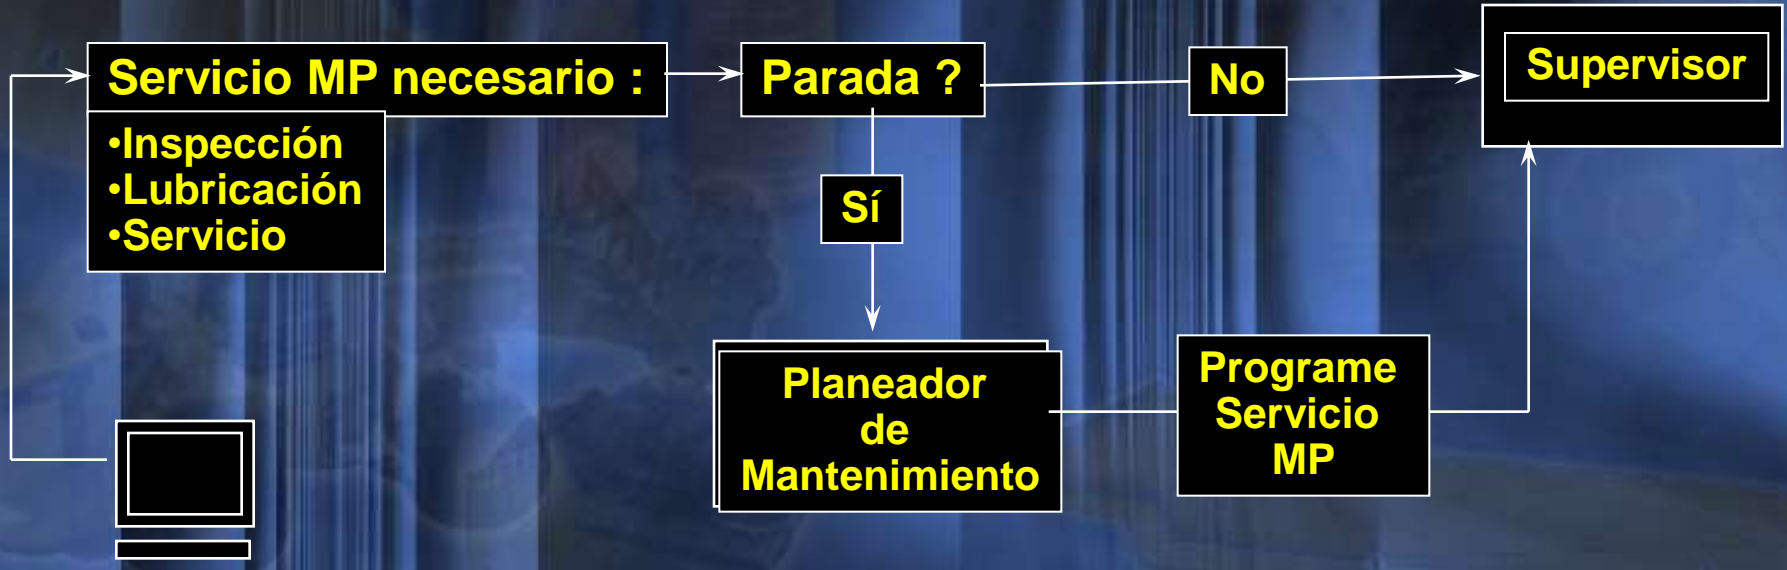 Servicio MP necesario :
•Inspección
•Lubricación
•Servicio
Parada ?
No
Supervisor
Sí
Planeador
de
Mantenimiento
Programe
Servicio
MP